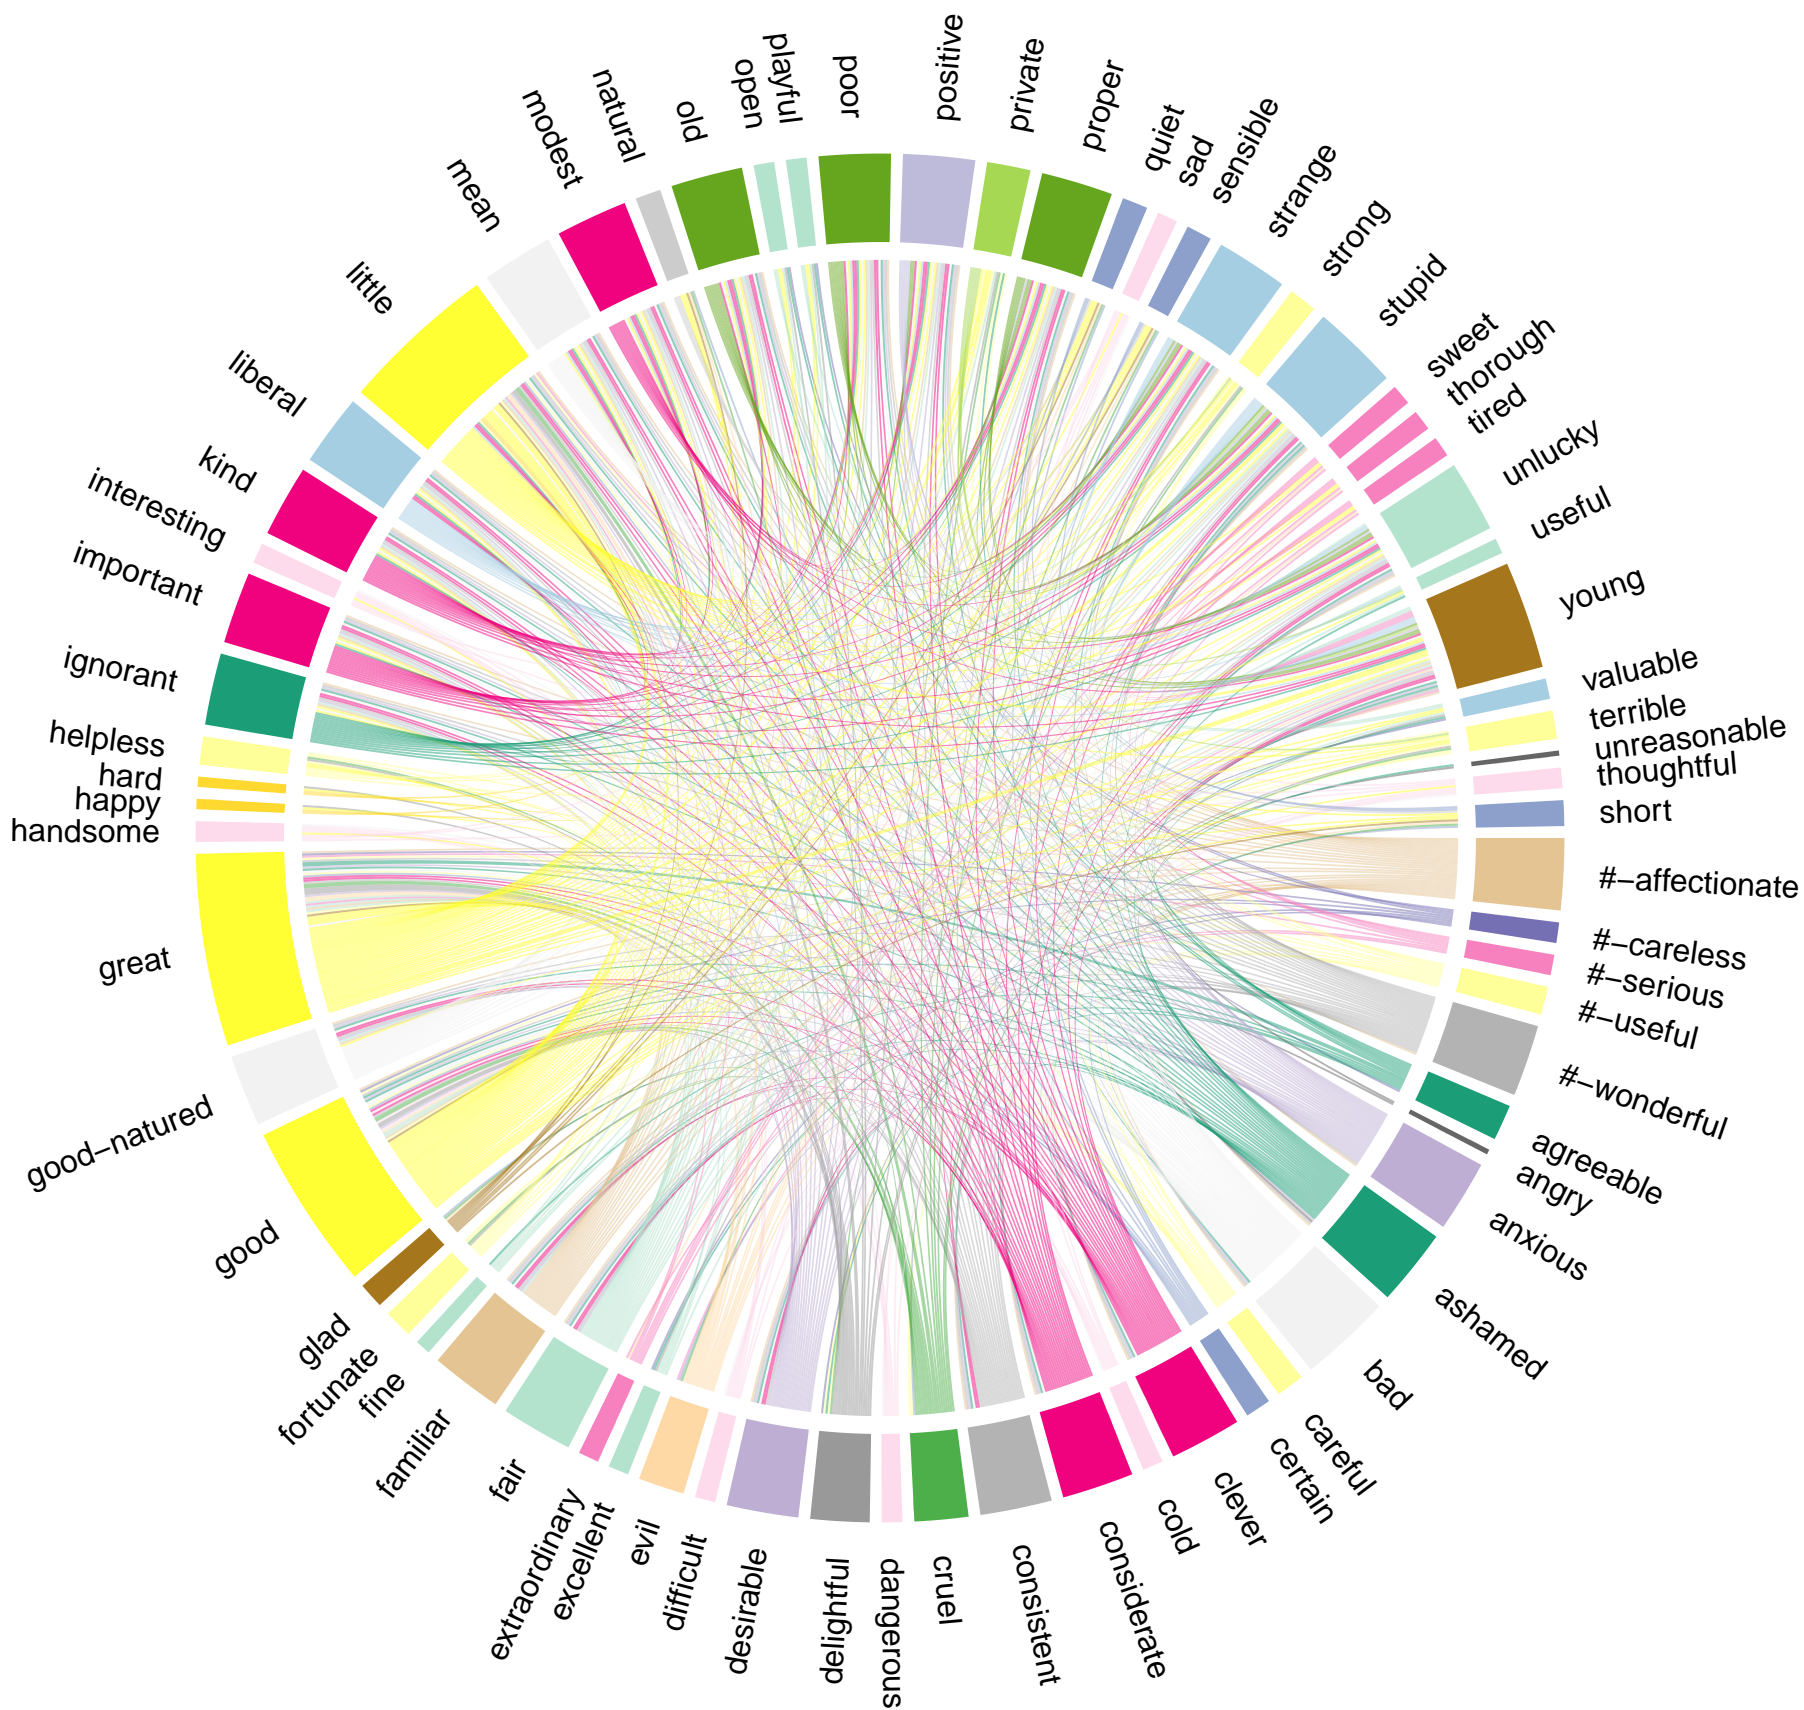 positive
private
proper
quiet
sad
sensible
strange
strong
stupid
sweet
thorough
tired
unlucky
useful
young
valuable
terrible
unreasonable
thoughtful
short
#–affectionate
#–careless
#–serious
#–useful
#–wonderful
agreeable
angry
anxious
ashamed
bad
careful
certain
clever
cold
considerate
consistent
cruel
dangerous
delightful
desirable
difficult
evil
excellent
extraordinary
fair
familiar
fine
fortunate
glad
good
good–natured
great
handsome
happy
hard
helpless
ignorant
important
interesting
kind
liberal
little
mean
modest
natural
old
open
playful
poor